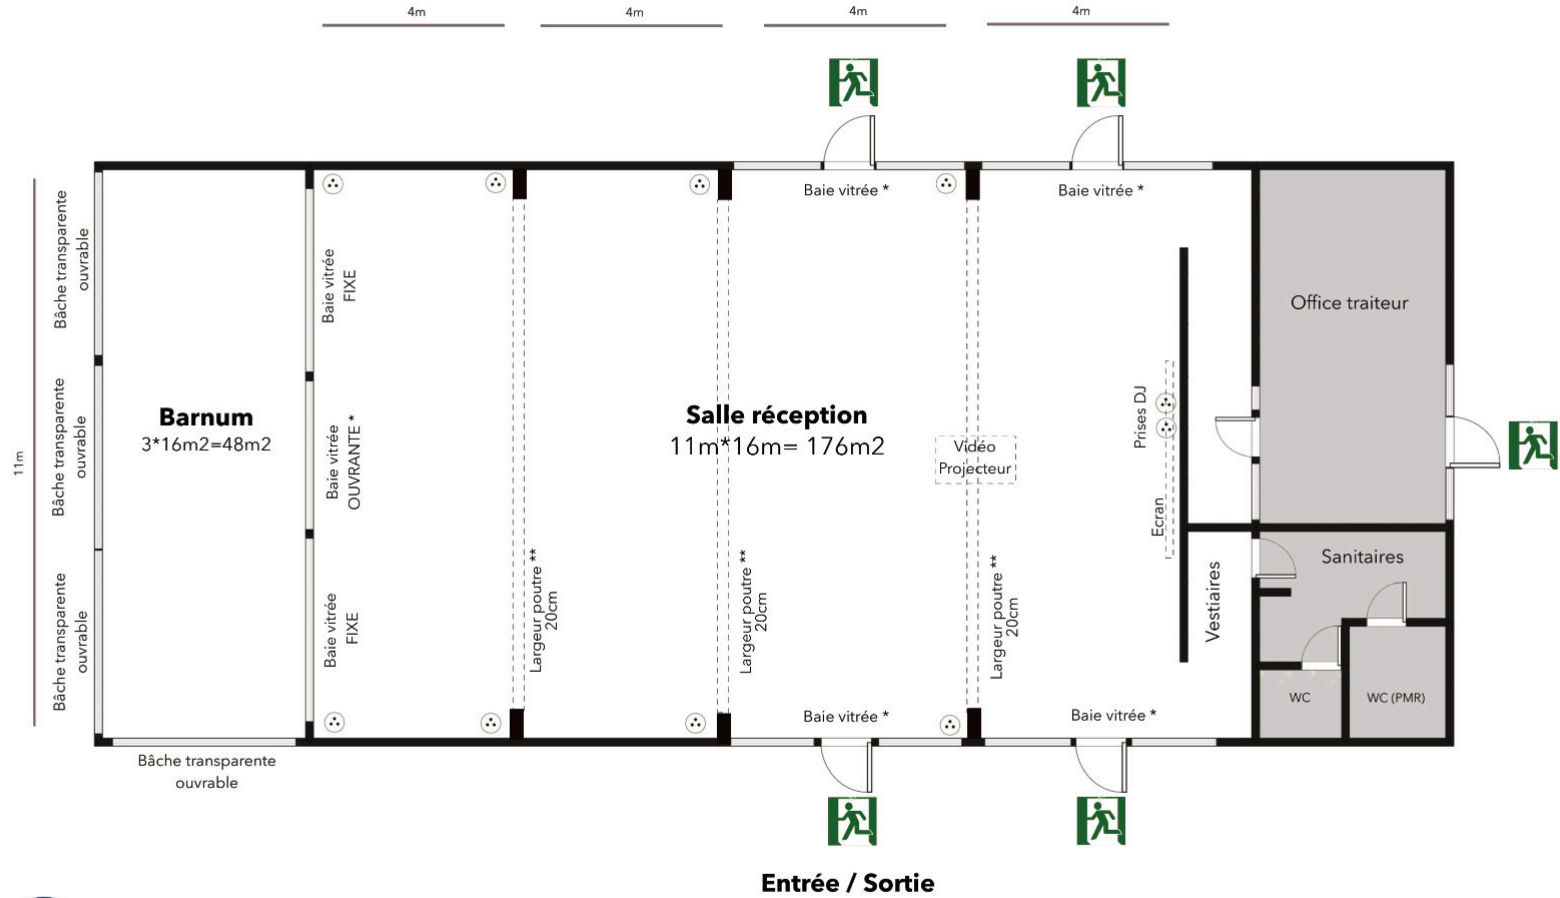 4m
4m
4m
4m
11m
Bâche transparente
ouvrable
Bâche transparente
ouvrable
Bâche transparente
ouvrable
Bâche transparente
ouvrable
Barnum
3*16m2=48m2
Baie vitrée
FIXE
Baie vitrée
OUVRANTE *
Baie vitrée
FIXE
Largeur poutre **
20cm
Largeur poutre **
20cm
Largeur poutre **
20cm
Salle réception
11m*16m= 176m2
Baie vitrée *
Baie vitrée *
Baie vitrée *
Baie vitrée *
Vidéo
Projecteur
Prises DJ
Ecran
Vestiaires
Office traiteur
Sanitaires
WC
WC (PMR)
Entrée / Sortie